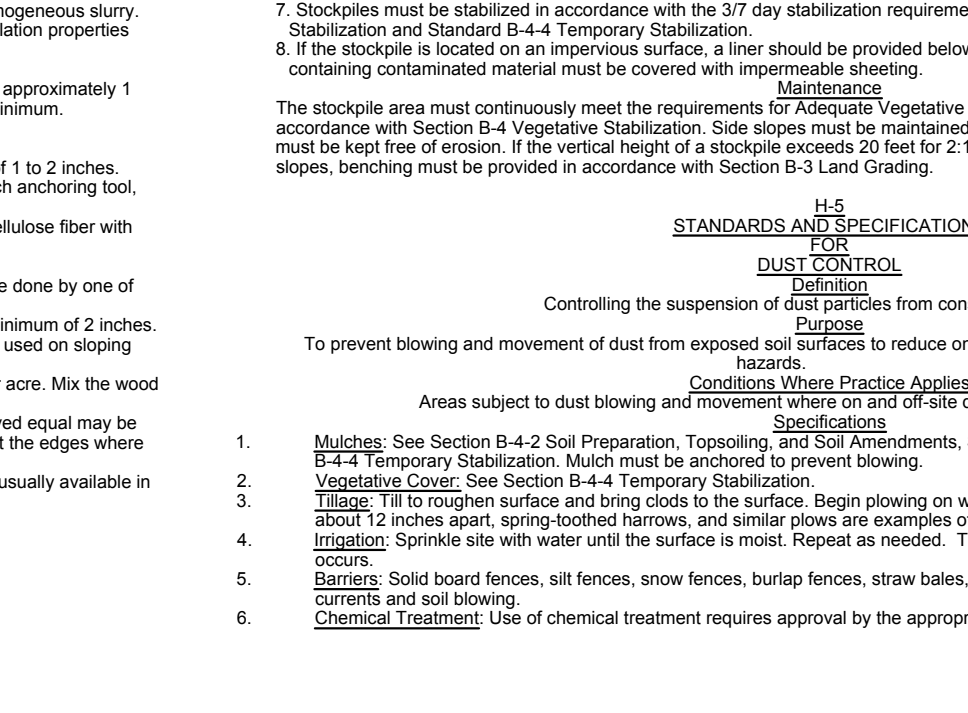 mogeneous slurry.
lation properties
approximately 1
inimum.
of 1 to 2 inches.
ch anchoring tool,
ellulose fiber with
e done by one of
inimum of 2 inches.
used on sloping
r acre. Mix the wood
ved equal may be
t the edges where
usually available in
7. Stockpiles must be stabilized in accordance with the 3/7 day stabilization requireme
Stabilization and Standard B-4-4 Temporary Stabilization.
8. If the stockpile is located on an impervious surface, a liner should be provided below
containing contaminated material must be covered with impermeable sheeting.
Maintenance
The stockpile area must continuously meet the requirements for Adequate Vegetative
accordance with Section B-4 Vegetative Stabilization. Side slopes must be maintained
must be kept free of erosion. If the vertical height of a stockpile exceeds 20 feet for 2:1
slopes, benching must be provided in accordance with Section B-3 Land Grading.
H-5
STANDARDS AND SPECIFICATION
FOR
DUST CONTROL
Definition
Controlling the suspension of dust particles from con
Purpose
To prevent blowing and movement of dust from exposed soil surfaces to reduce on
hazards.
Conditions Where Practice Applies
Areas subject to dust blowing and movement where on and off-site d
Specifications
1. Mulches: See Section B-4-2 Soil Preparation, Topsoiling, and Soil Amendments,
B-4-4 Temporary Stabilization. Mulch must be anchored to prevent blowing.
2. Vegetative Cover: See Section B-4-4 Temporary Stabilization.
3. Tillage: Till to roughen surface and bring clods to the surface. Begin plowing on w
about 12 inches apart, spring-toothed harrows, and similar plows are examples of
4. Irrigation: Sprinkle site with water until the surface is moist. Repeat as needed. T
occurs.
5. Barriers: Solid board fences, silt fences, snow fences, burlap fences, straw bales,
currents and soil blowing.
6. Chemical Treatment: Use of chemical treatment requires approval by the appropr